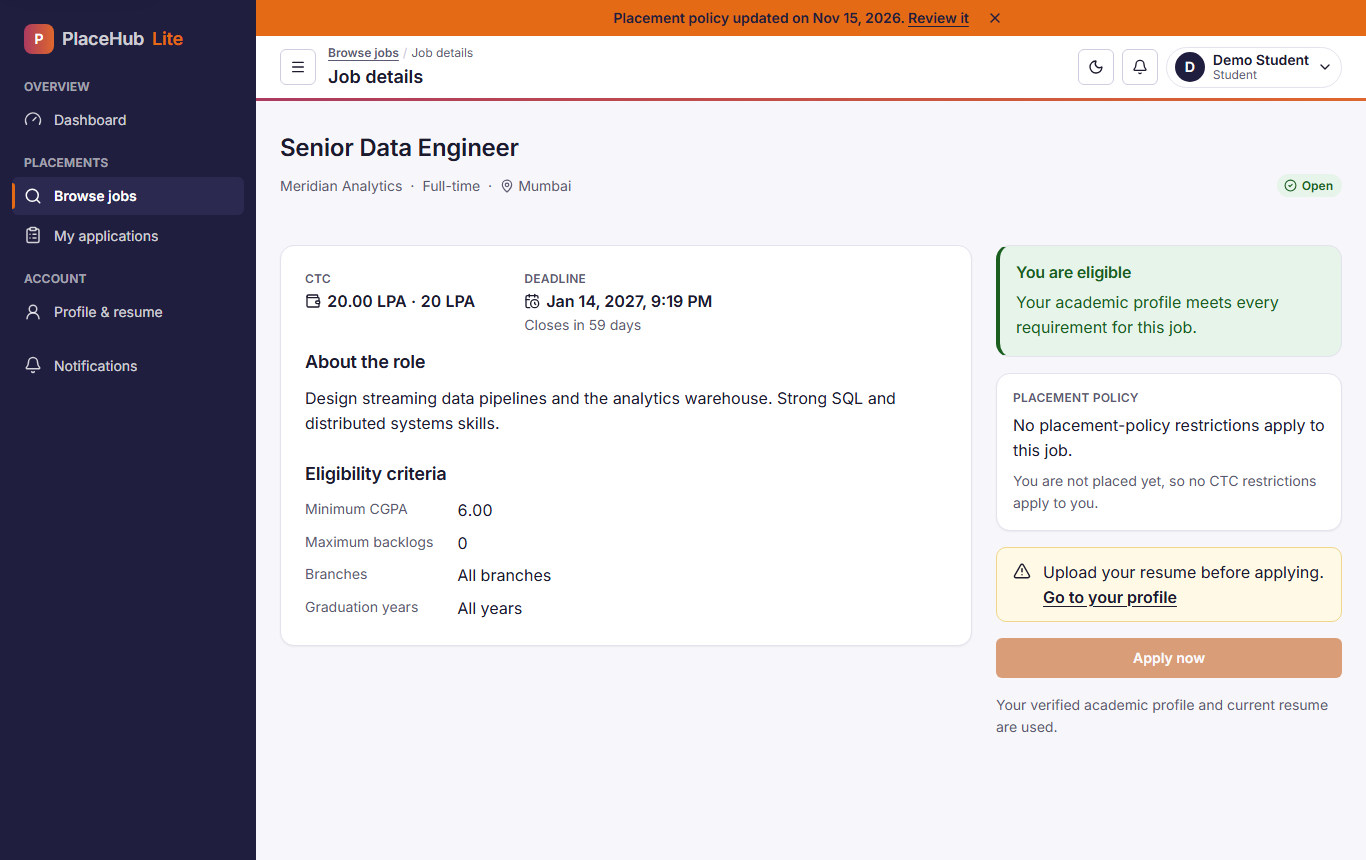 Placement policy updated on Nov 15, 2026. Review it
P PlaceHub Lite
OVERVIEW
Dashboard
PLACEMENTS
Browse jobs
My applications
ACCOUNT
Profile & resume
Notifications
Browse jobs / Job details
Job details
D
Demo Student
Student
Senior Data Engineer
Meridian Analytics · Full-time · Mumbai
Open
CTC
20.00 LPA · 20 LPA
DEADLINE
Jan 14, 2027, 9:19 PM
Closes in 59 days
About the role
Design streaming data pipelines and the analytics warehouse. Strong SQL and
distributed systems skills.
Eligibility criteria
Minimum CGPA 6.00
Maximum backlogs 0
Branches All branches
Graduation years All years
You are eligible
Your academic profile meets every
requirement for this job.
PLACEMENT POLICY
No placement-policy restrictions apply to
this job.
You are not placed yet, so no CTC restrictions
apply to you.
Upload your resume before applying.
Go to your profile
Apply now
Your verified academic profile and current resume
are used.